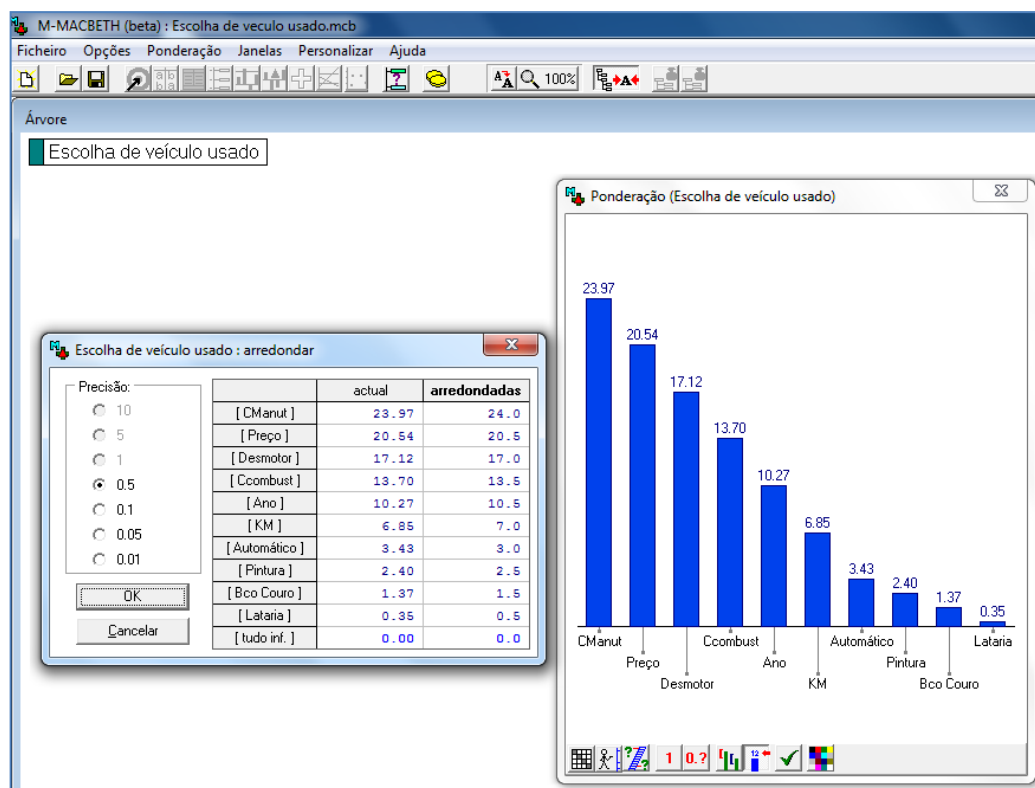 M-MACBETH (beta) : Escolha de veculo usado.mcb
Ficheiro Opções Ponderação Janelas Personalizar Ajuda
100%
Árvore
Escolha de veículo usado
Escolha de veículo usado : arredondar
Precisão:
10
5
1
0.5
0.1
0.05
0.01
OK
Cancelar
actual arredondadas
[ CManut ] 23.97 24.0
[ Preço ] 20.54 20.5
[ Desmotor ] 17.12 17.0
[ Ccombust ] 13.70 13.5
[ Ano ] 10.27 10.5
[ KM ] 6.85 7.0
[ Automático ] 3.43 3.0
[ Pintura ] 2.40 2.5
[ Bco Couro ] 1.37 1.5
[ Lataria ] 0.35 0.5
[ tudo inf. ] 0.00 0.0
Ponderação (Escolha de veículo usado)
23.97
20.54
17.12
13.70
10.27
6.85
3.43
2.40
1.37
0.35
CManut Ccombust Automático Lataria
Preço Ano Pintura
Desmotor KM Bco Couro
1 0.? 12